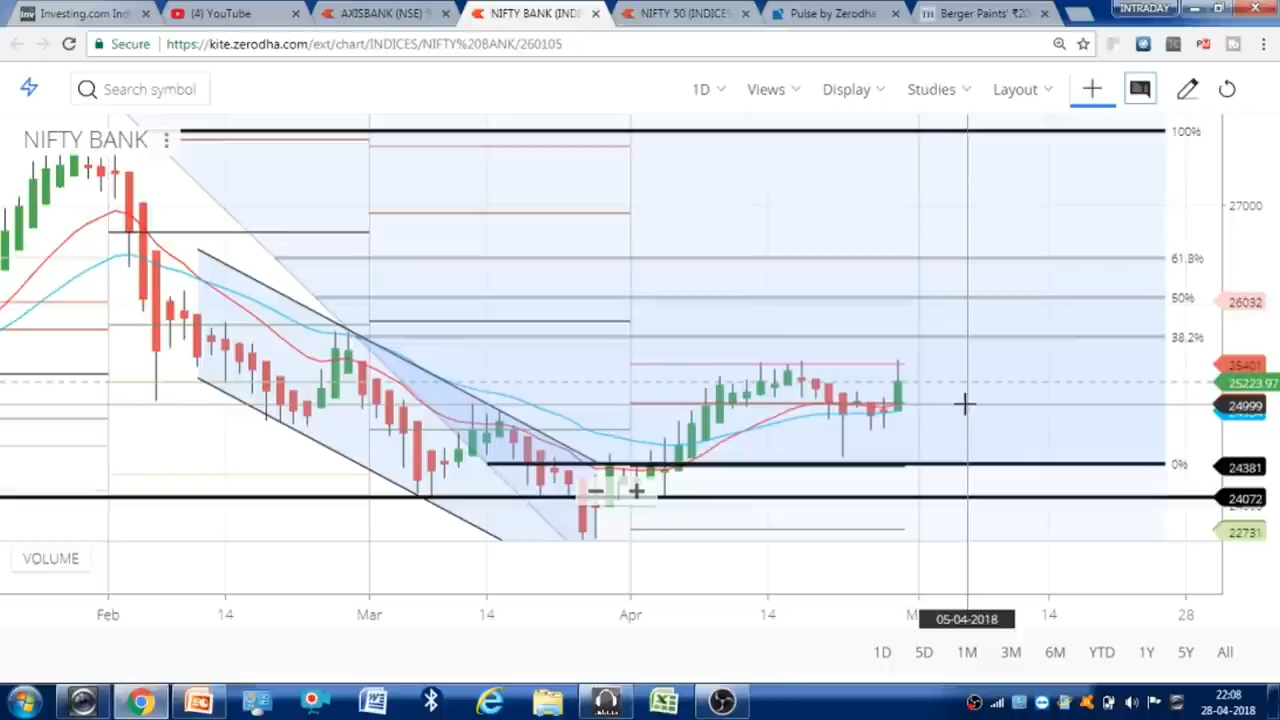 Investing.com Ind
(4) YouTube
AXISBANK (NSE)
NIFTY BANK (INDI
NIFTY 50 (INDICES
Pulse by Zerodha
Berger Paints' ₹20
INTRADAY
Secure
https://kite.zerodha.com/ext/chart/INDICES/NIFTY%20BANK/260105
Search symbol
1D
Views
Display
Studies
Layout
NIFTY BANK
100%
27000
61.8%
50%
26032
38.2%
25401
25223.97
24999
0%
24381
24072
22731
VOLUME
Feb
14
Mar
14
Apr
14
05-04-2018
14
28
1D
5D
1M
3M
6M
YTD
1Y
5Y
All
22:08
28-04-2018